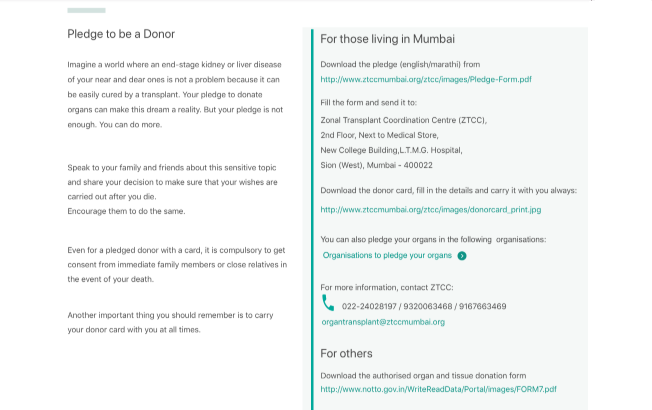 Pledge to be a Donor
Imagine a world where an end-stage kidney or liver disease
of your near and dear ones is not a problem because it can
be easily cured by a transplant. Your pledge to donate
organs can make this dream a reality. But your pledge is not
enough. You can do more.
Speak to your family and friends about this sensitive topic
and share your decision to make sure that your wishes are
carried out after you die.
Encourage them to do the same.
Even for a pledged donor with a card, it is compulsory to get
consent from immediate family members or close relatives in
the event of your death.
Another important thing you should remember is to carry
your donor card with you at all times.
For those living in Mumbai
Download the pledge (english/marathi) from
http://www.ztccmumbai.org/ztcc/images/Pledge-Form.pdf
Fill the form and send it to:
Zonal Transplant Coordination Centre (ZTCC),
2nd Floor, Next to Medical Store,
New College Building,L.T.M.G. Hospital,
Sion (West), Mumbai - 400022
Download the donor card, fill in the details and carry it with you always:
http://www.ztccmumbai.org/ztcc/images/donorcard_print.jpg
You can also pledge your organs in the following organisations:
Organisations to pledge your organs
For more information, contact ZTCC:
022-24028197 / 9320063468 / 9167663469
organtransplant@ztccmumbai.org
For others
Download the authorised organ and tissue donation form
http://www.notto.gov.in/WriteReadData/Portal/images/FORM7.pdf